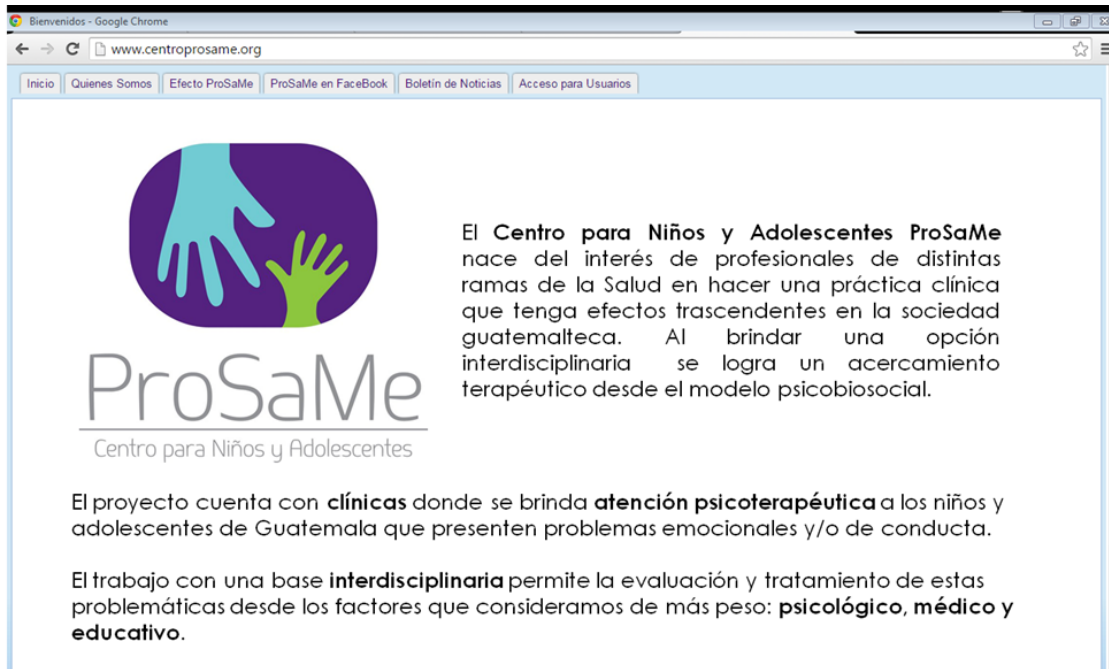 Bienvenidos - Google Chrome
www.centroprosame.org
Inicio Quienes Somos Efecto ProSaMe ProSaMe en FaceBook Boletín de Noticias Acceso para Usuarios
El Centro para Niños y Adolescentes ProSaMe
nace del interés de profesionales de distintas
ramas de la Salud en hacer una práctica clínica
que tenga efectos trascendentes en la sociedad
guatemalteca. Al brindar una opción
interdisciplinaria se logra un acercamiento
terapéutico desde el modelo psicobiosocial.
ProSaMe
Centro para Niños y Adolescentes
El proyecto cuenta con clínicas donde se brinda atención psicoterapéutica a los niños y
adolescentes de Guatemala que presenten problemas emocionales y/o de conducta.
El trabajo con una base interdisciplinaria permite la evaluación y tratamiento de estas
problemáticas desde los factores que consideramos de más peso: psicológico, médico y
educativo.